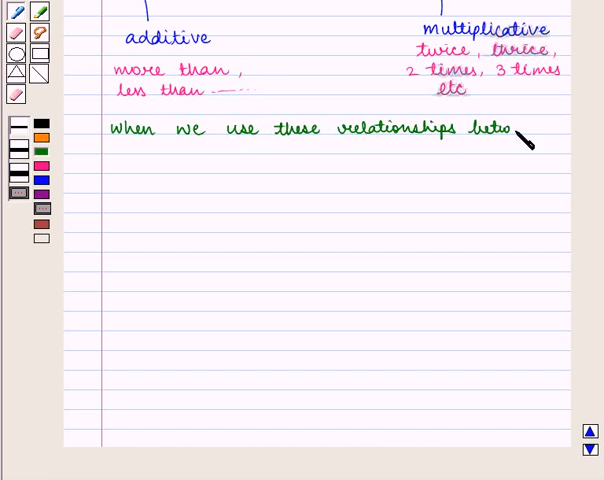 additive
multiplicative
more than,
less than
twice, thrice,
2 times, 3 times
etc
when we use these relationships betw